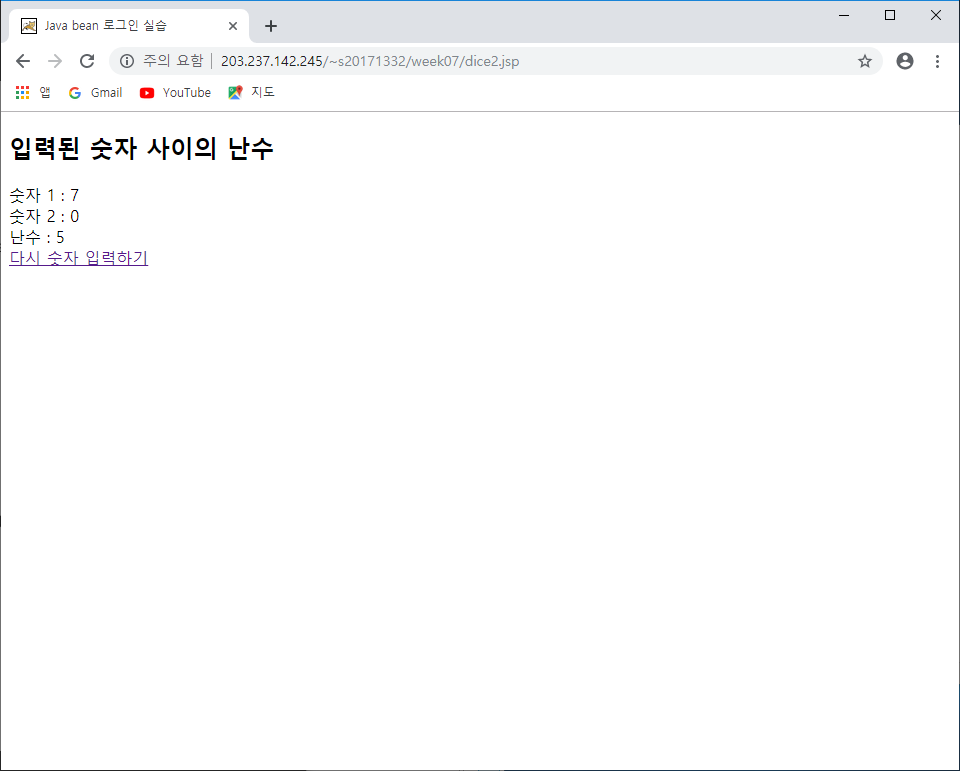 Java bean 로그인 실습
주의 요함 | 203.237.142.245/~s20171332/week07/dice2.jsp
앱 Gmail YouTube 지도
입력된 숫자 사이의 난수
숫자 1 : 7
숫자 2 : 0
난수 : 5
다시 숫자 입력하기